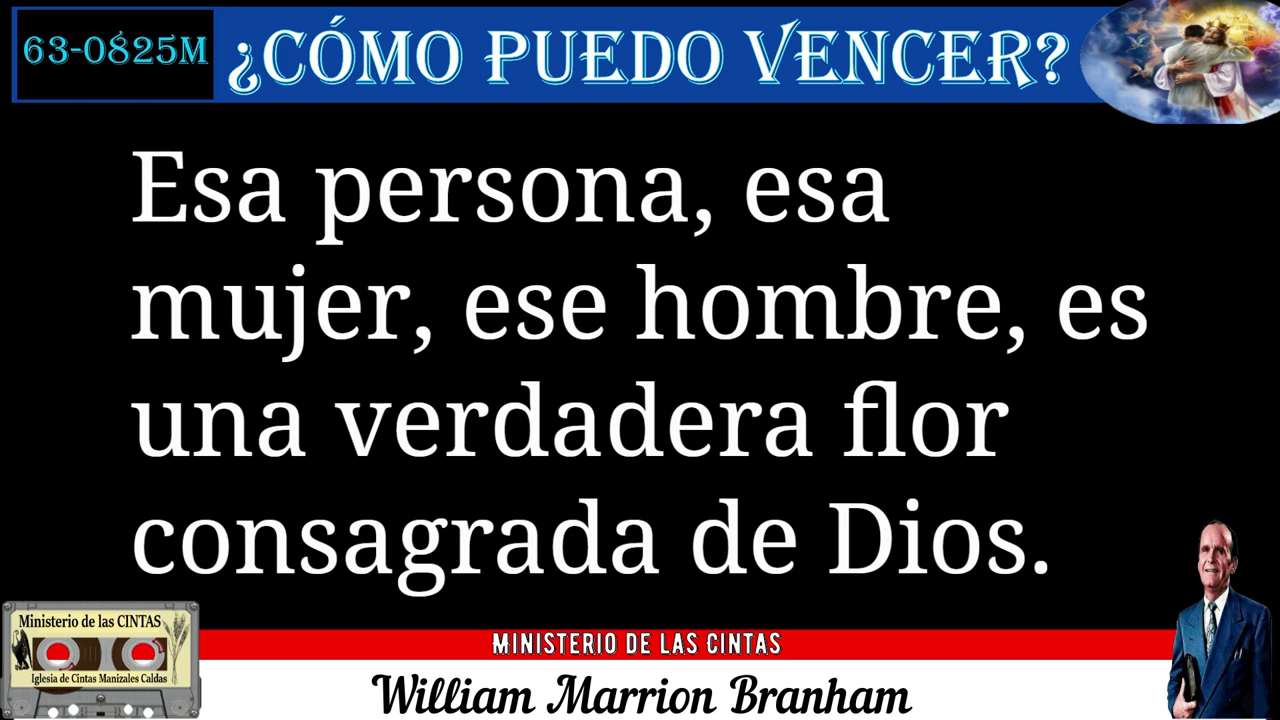 63-0825M
¿CÓMO PUEDO VENCER?
Esa persona, esa
mujer, ese hombre, es
una verdadera flor
consagrada de Dios.
Ministerio de las CINTAS
Iglesia de Cintas Manizales Caldas
MINISTERIO DE LAS CINTAS
William Marrion Branham